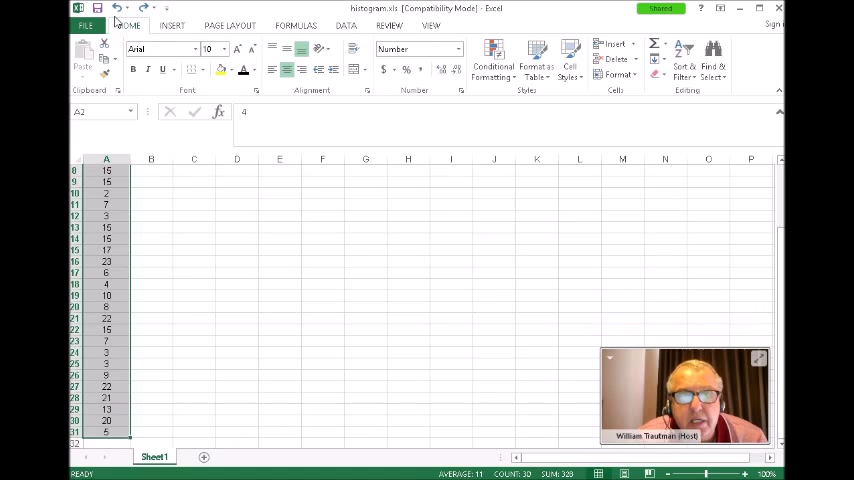 histogram.xls [Compatibility Mode] - Excel
Shared
FILE HOME INSERT PAGE LAYOUT FORMULAS DATA REVIEW VIEW
Sign i
Paste
Arial
10
B I U
A A A
$ % ,
Number
Conditional Formatting
Format as Table
Cell Styles
Insert
Delete
Format
Sort & Filter
Find & Select
Clipboard Font Alignment Number Styles Cells Editing
A2 fx 4
A B C D E F G H I J K L M N O P
8 15
9 15
10 2
11 7
12 3
13 15
14 15
15 17
16 23
17 6
18 4
19 10
20 8
21 22
22 15
23 7
24 3
25 3
26 9
27 22
28 21
29 13
30 20
31 5
32
William Trautman (Host)
Sheet1
READY AVERAGE: 11 COUNT: 30 SUM: 328 100%